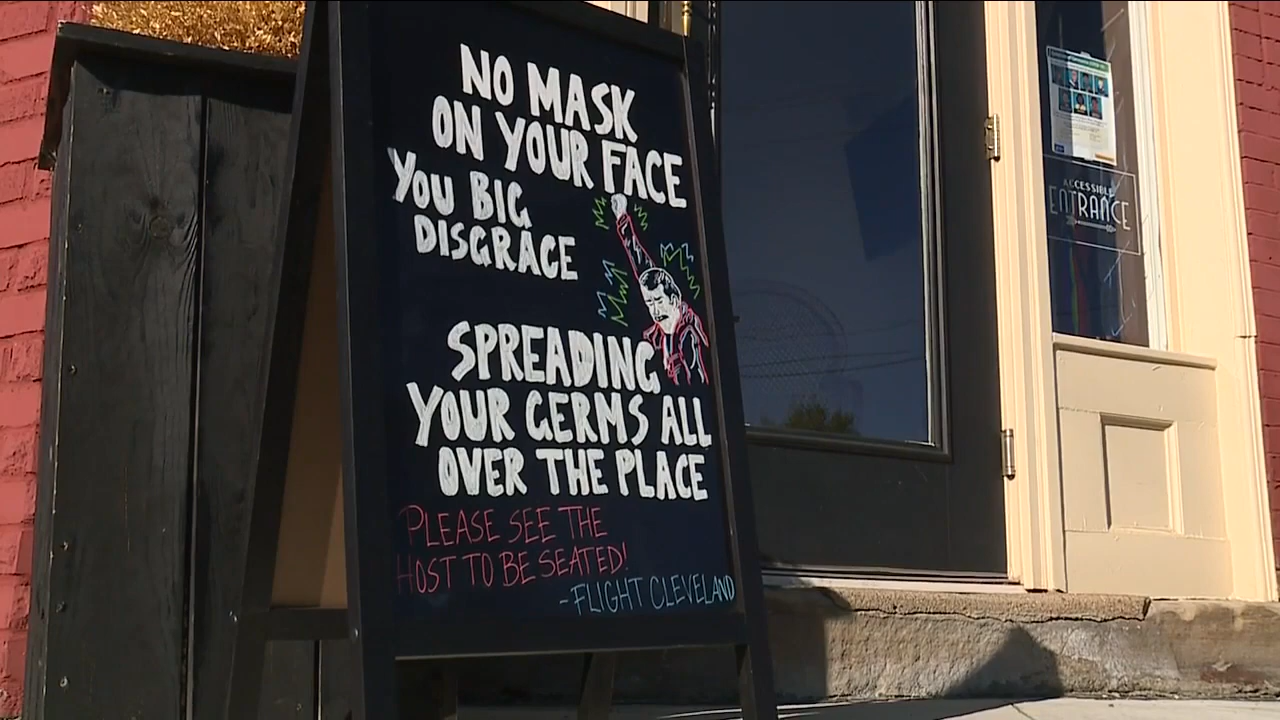 NO MASK
ON YOUR FACE
YOU BIG
DISGRACE
SPREADING
YOUR GERMS ALL
OVER THE PLACE
PLEASE SEE THE
HOST TO BE SEATED!
-FLIGHT CLEVELAND
ACCESSIBLE
ENTRANCE